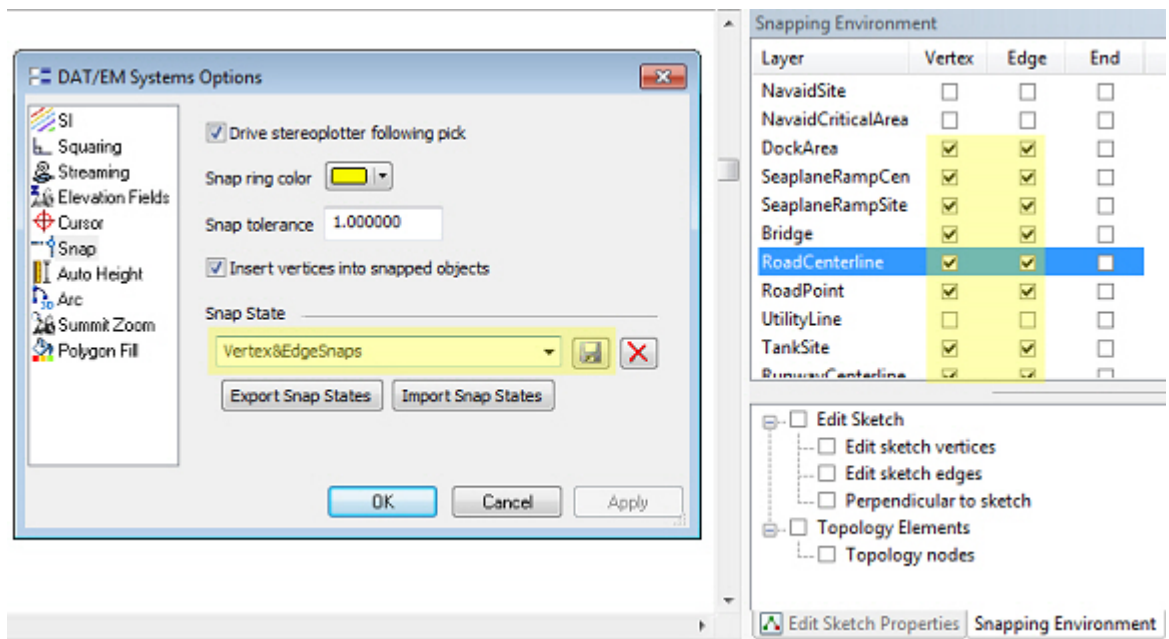 DAT/EM Systems Options
SI
Squaring
Streaming
Elevation Fields
Cursor
Snap
Auto Height
Arc
Summit Zoom
Polygon Fill
Drive stereoplotter following pick
Snap ring color
Snap tolerance 1.000000
Insert vertices into snapped objects
Snap State
Vertex&EdgeSnaps
Export Snap States Import Snap States
OK Cancel Apply
Snapping Environment
Layer Vertex Edge End
NavaidSite
NavaidCriticalArea
DockArea
SeaplaneRampCen
SeaplaneRampSite
Bridge
RoadCenterline
RoadPoint
UtilityLine
TankSite
RunwayCenterline
Edit Sketch
Edit sketch vertices
Edit sketch edges
Perpendicular to sketch
Topology Elements
Topology nodes
Edit Sketch Properties Snapping Environment